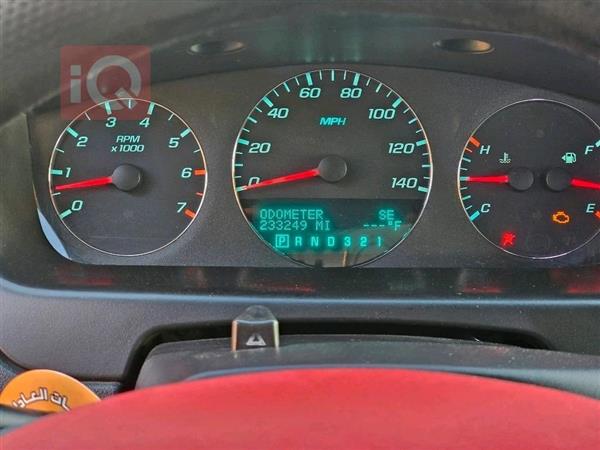 iQ
RPM
x1000
0 1 2 3 4 5 6 7
MPH
0 20 40 60 80 100 120 140
ODOMETER SE
233249 MI ---°F
P R N D 3 2 1
H
C
F
E